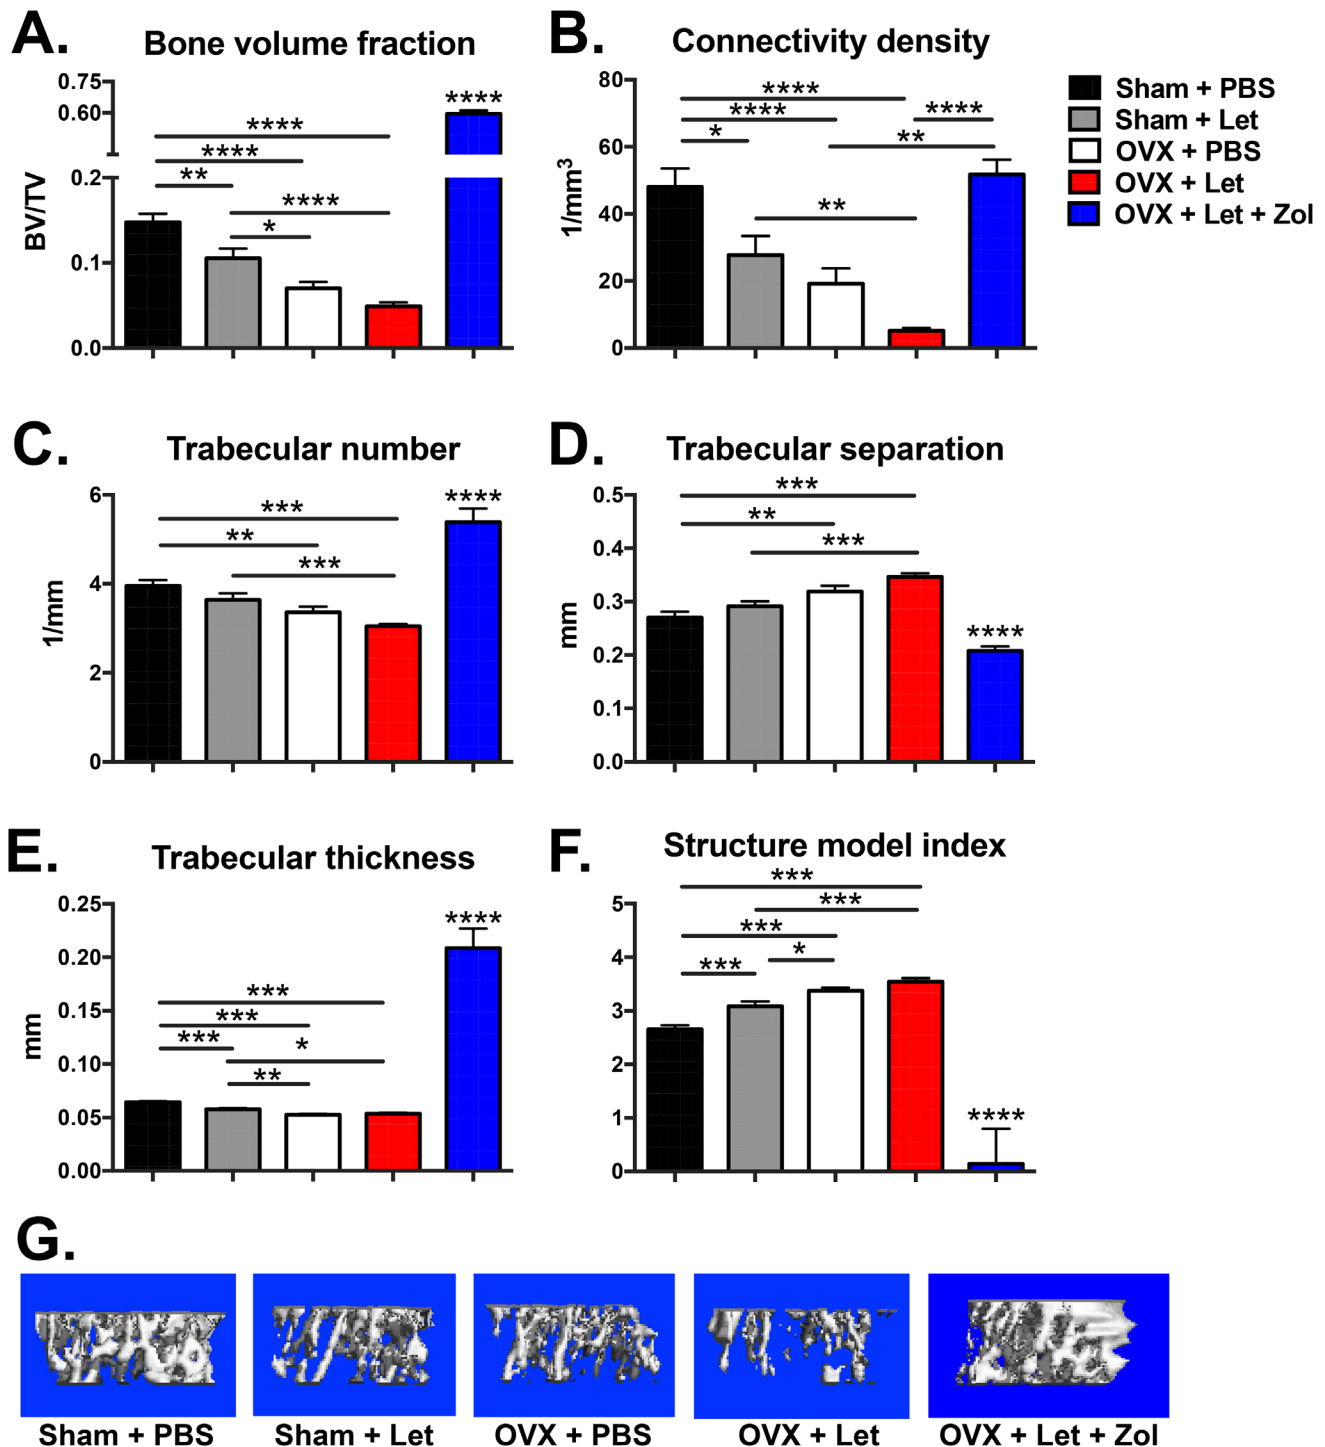 A.
Bone volume fraction
BV/TV
0.75
0.60
0.2
0.1
0.0
****
****
****
**
****
*
B.
Connectivity density
1/mm³
80
60
40
20
0
****
****
****
*
**
**
Sham + PBS
Sham + Let
OVX + PBS
OVX + Let
OVX + Let + Zol
C.
Trabecular number
1/mm
6
4
2
0
****
***
**
***
D.
Trabecular separation
mm
0.5
0.4
0.3
0.2
0.1
0.0
***
**
***
****
E.
Trabecular thickness
mm
0.25
0.20
0.15
0.10
0.05
0.00
****
***
***
***
*
**
F.
Structure model index
5
4
3
2
1
0
***
***
***
*
***
****
G.
Sham + PBS
Sham + Let
OVX + PBS
OVX + Let
OVX + Let + Zol